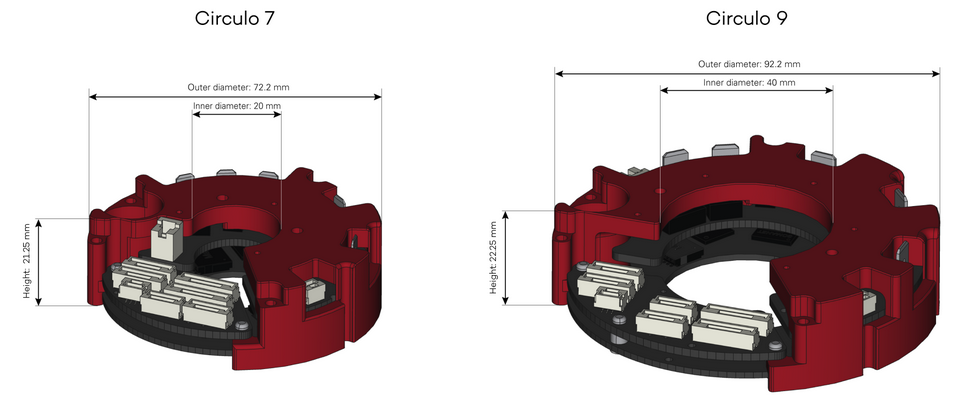 Circulo 7
Circulo 9
Outer diameter: 72.2 mm
Inner diameter: 20 mm
Height: 21.25 mm
Outer diameter: 92.2 mm
Inner diameter: 40 mm
Height: 22.25 mm